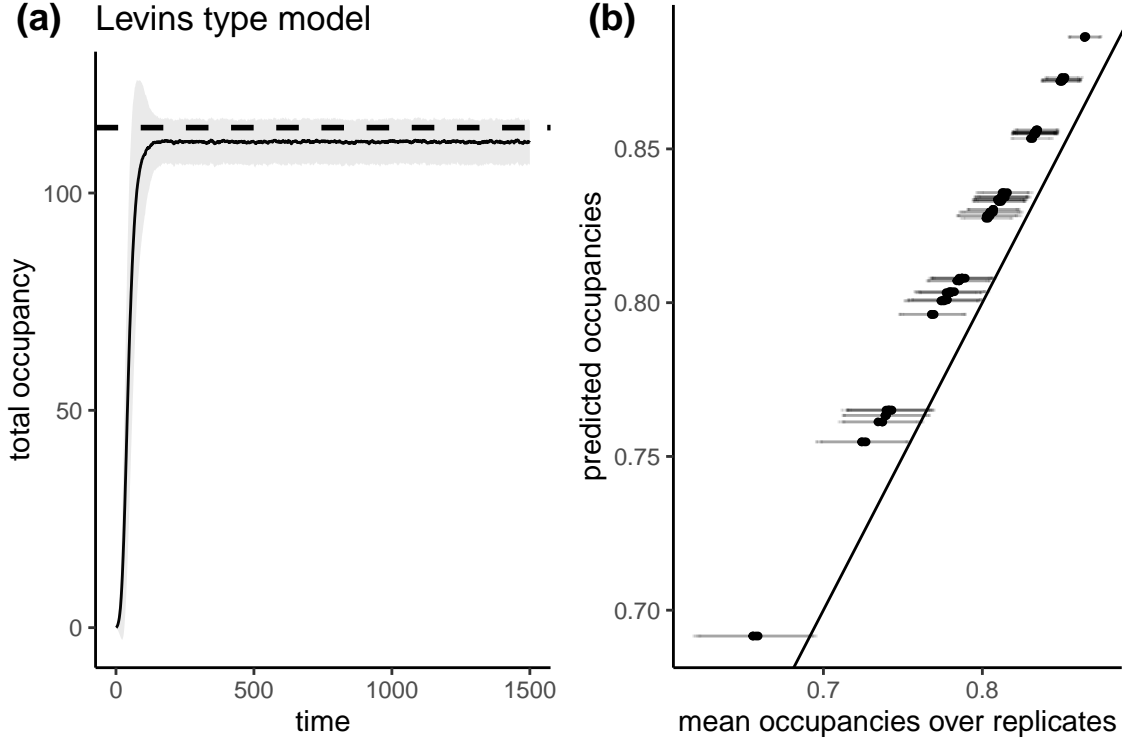 (a) Levins type model
total occupancy
100
50
0
0 500 1000 1500
time
(b)
predicted occupancies
0.85
0.80
0.75
0.70
0.7 0.8
mean occupancies over replicates